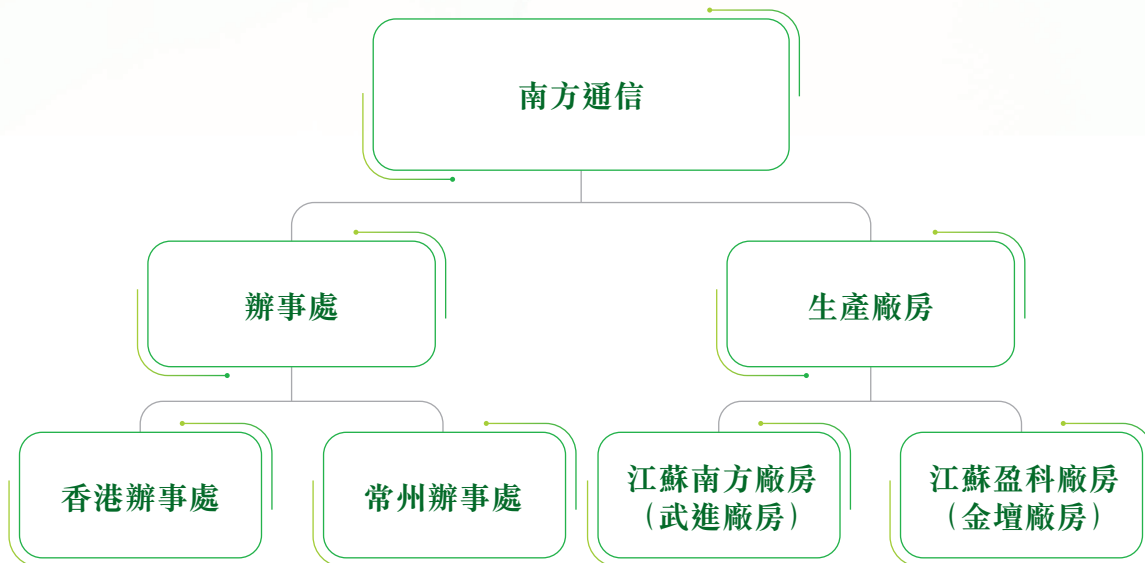 南方通信
辦事處
生產廠房
香港辦事處
常州辦事處
江蘇南方廠房
（武進廠房）
江蘇盈科廠房
（金壇廠房）